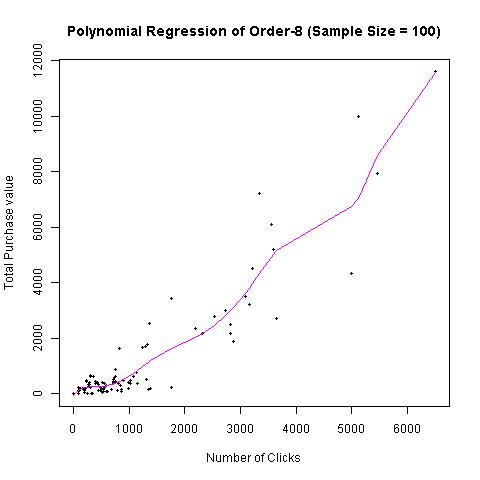 Polynomial Regression of Order-8 (Sample Size = 100)
Total Purchase value
12000
10000
8000
6000
4000
2000
0
0 1000 2000 3000 4000 5000 6000
Number of Clicks